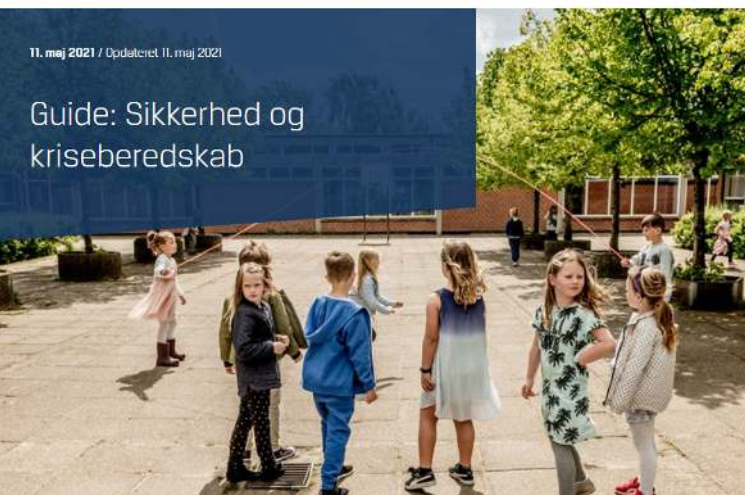 11. maj 2021 / Opdateret 11. maj 2021
Guide: Sikkerhed og
kriseberedskab